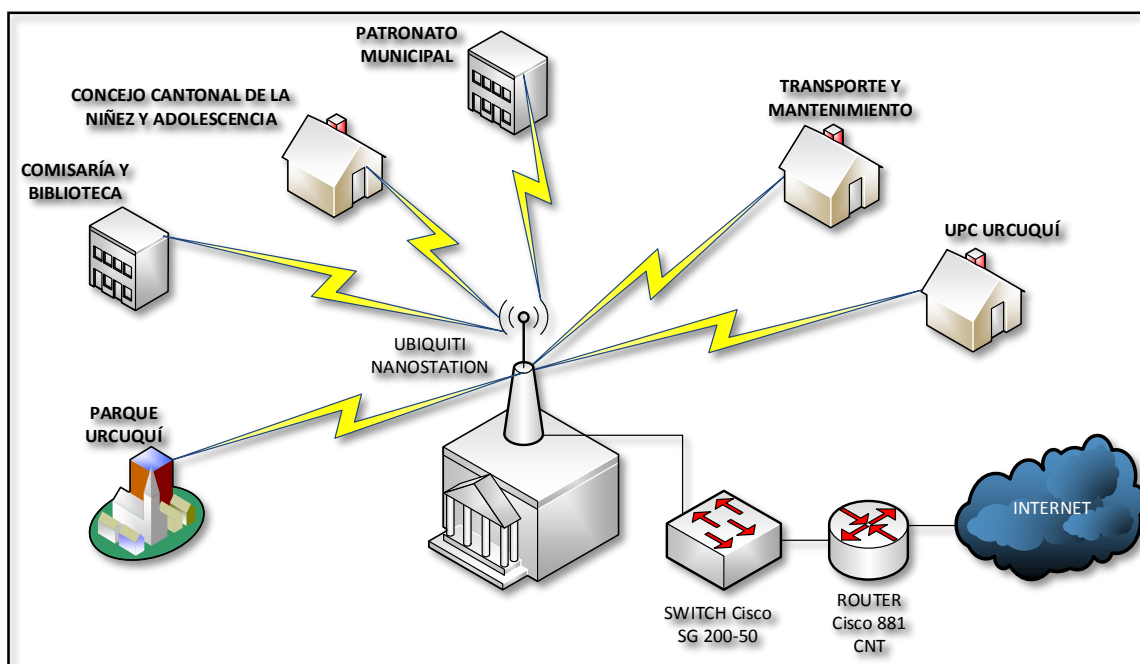 PATRONATO
MUNICIPAL
CONCEJO CANTONAL DE LA
NIÑEZ Y ADOLESCENCIA
TRANSPORTE Y
MANTENIMIENTO
COMISARÍA Y
BIBLIOTECA
UPC URCUQUÍ
UBIQUITI
NANOSTATION
PARQUE
URCUQUÍ
INTERNET
SWITCH Cisco
SG 200-50
ROUTER
Cisco 881
CNT